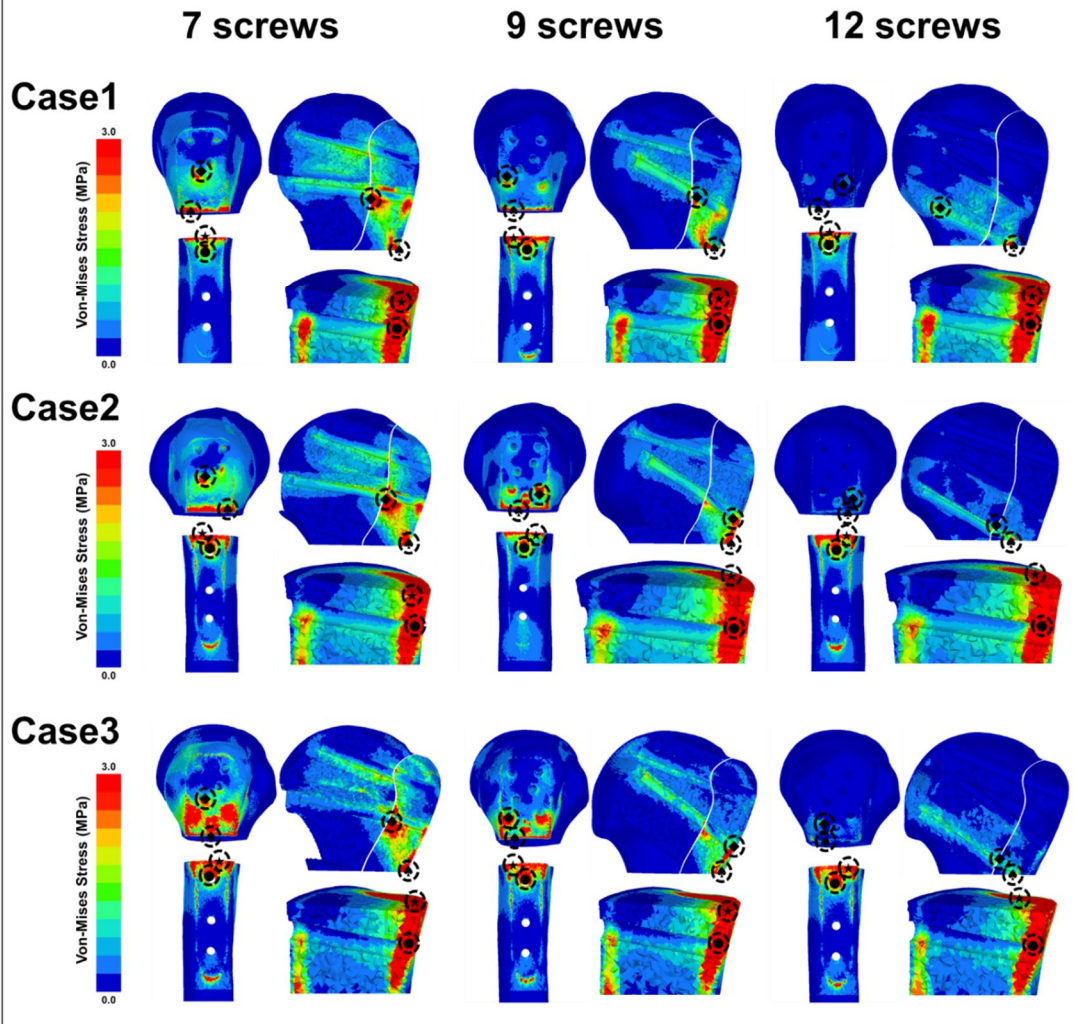 7 screws 9 screws 12 screws
Case1
3.0
Von-Mises Stress (MPa)
0.0
Case2
3.0
Von-Mises Stress (MPa)
0.0
Case3
3.0
Von-Mises Stress (MPa)
0.0